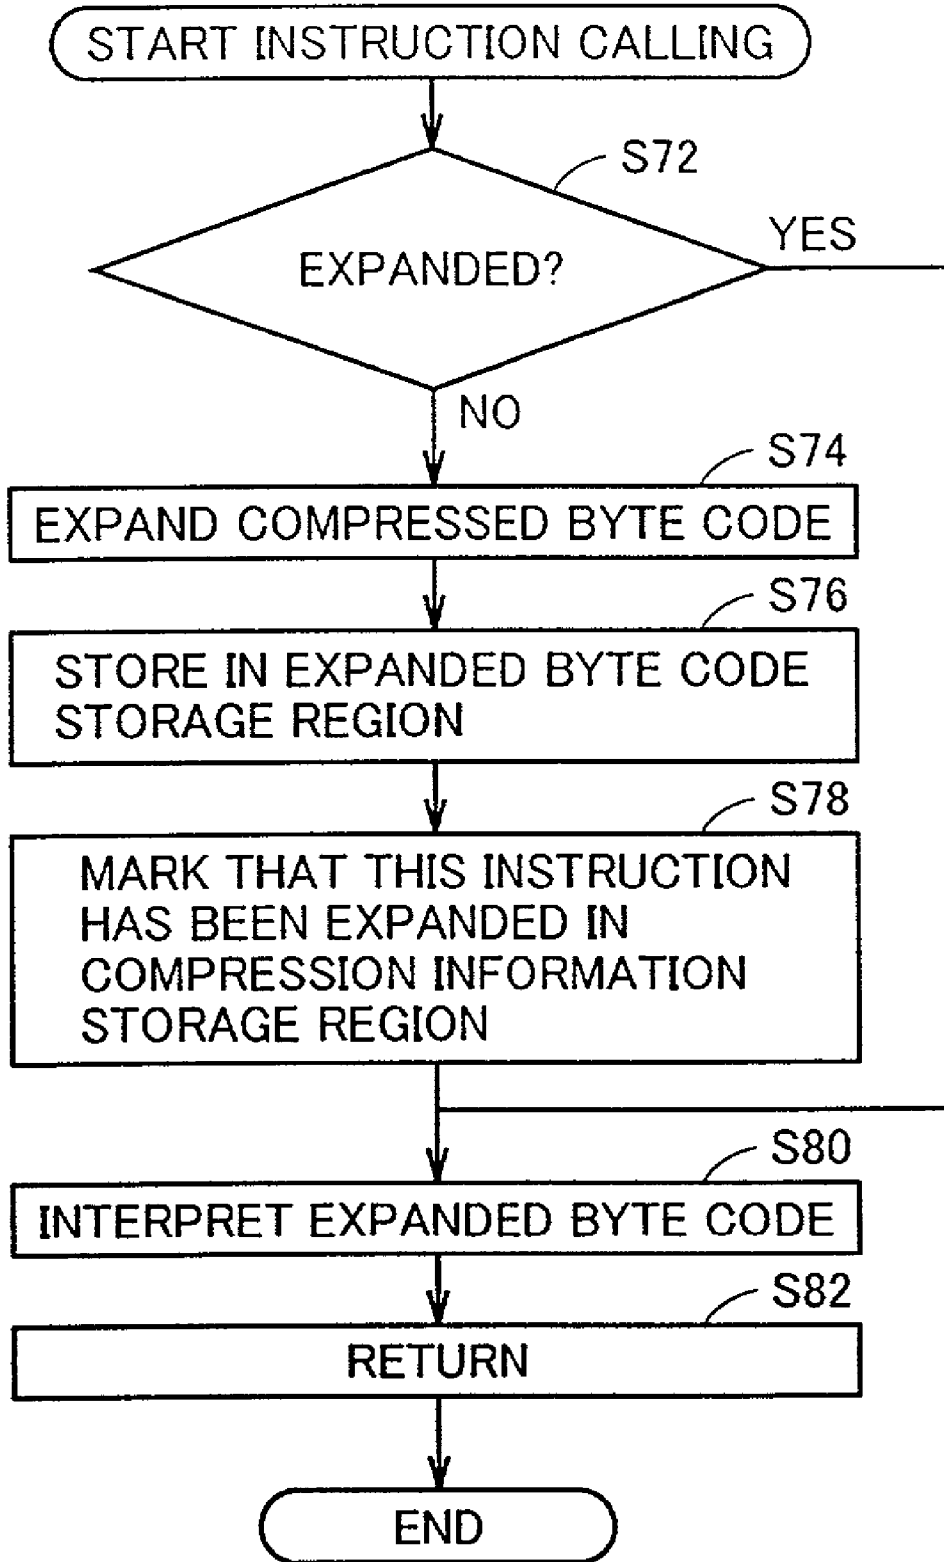 START INSTRUCTION CALLING
S72
YES
EXPANDED?
NO
S74
EXPAND COMPRESSED BYTE CODE
S76
STORE IN EXPANDED BYTE CODE
STORAGE REGION
S78
MARK THAT THIS INSTRUCTION
HAS BEEN EXPANDED IN
COMPRESSION INFORMATION
STORAGE REGION
S80
INTERPRET EXPANDED BYTE CODE
S82
RETURN
END